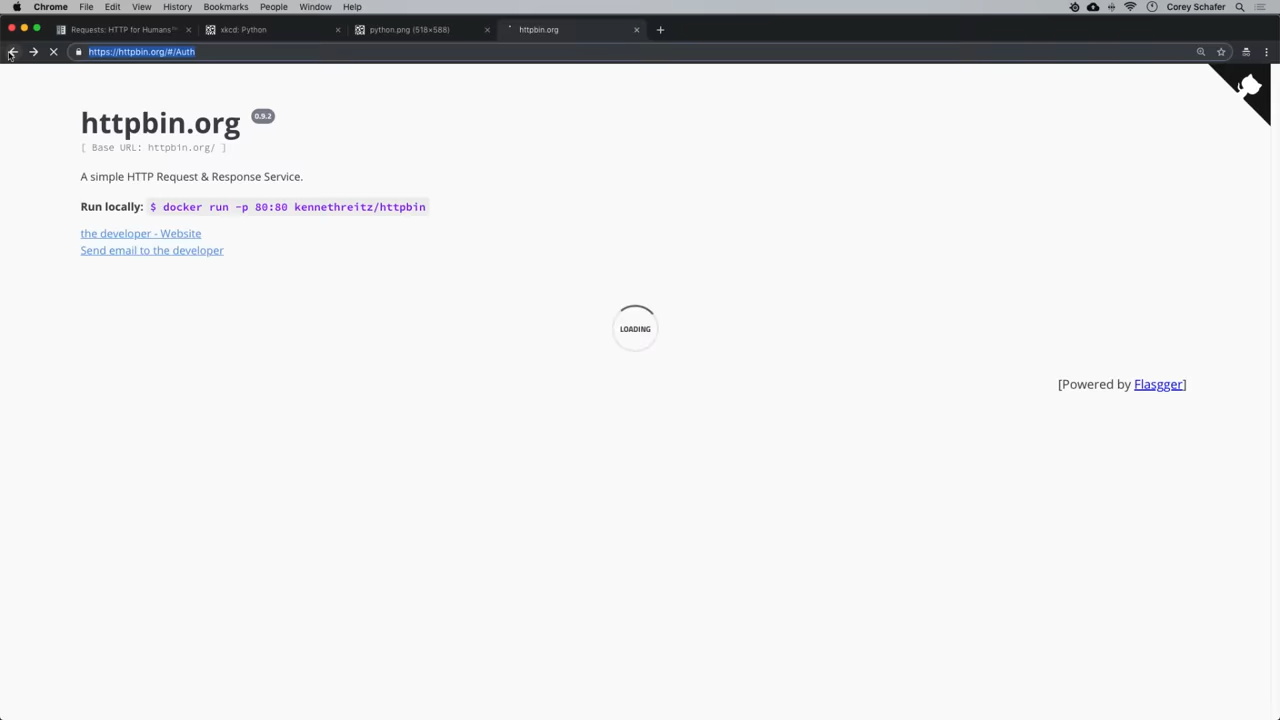 Chrome File Edit View History Bookmarks People Window Help Corey Schafer
Requests: HTTP for Humans™ xkcd: Python python.png (518×588) httpbin.org
https://httpbin.org/#/Auth
httpbin.org 0.9.2
[ Base URL: httpbin.org/ ]
A simple HTTP Request & Response Service.
Run locally: $ docker run -p 80:80 kennethreitz/httpbin
the developer - Website
Send email to the developer
LOADING
[Powered by Flasgger]